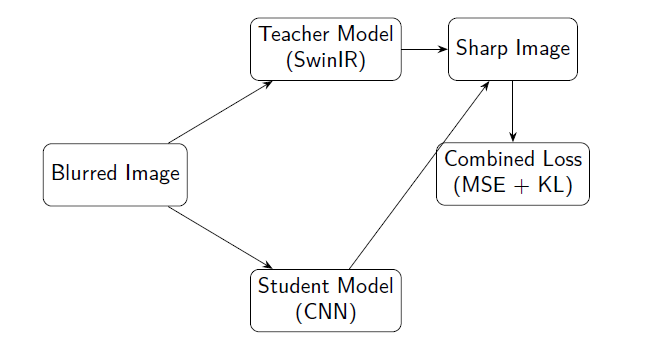 Teacher Model
(SwinIR)
Sharp Image
Blurred Image
Combined Loss
(MSE + KL)
Student Model
(CNN)